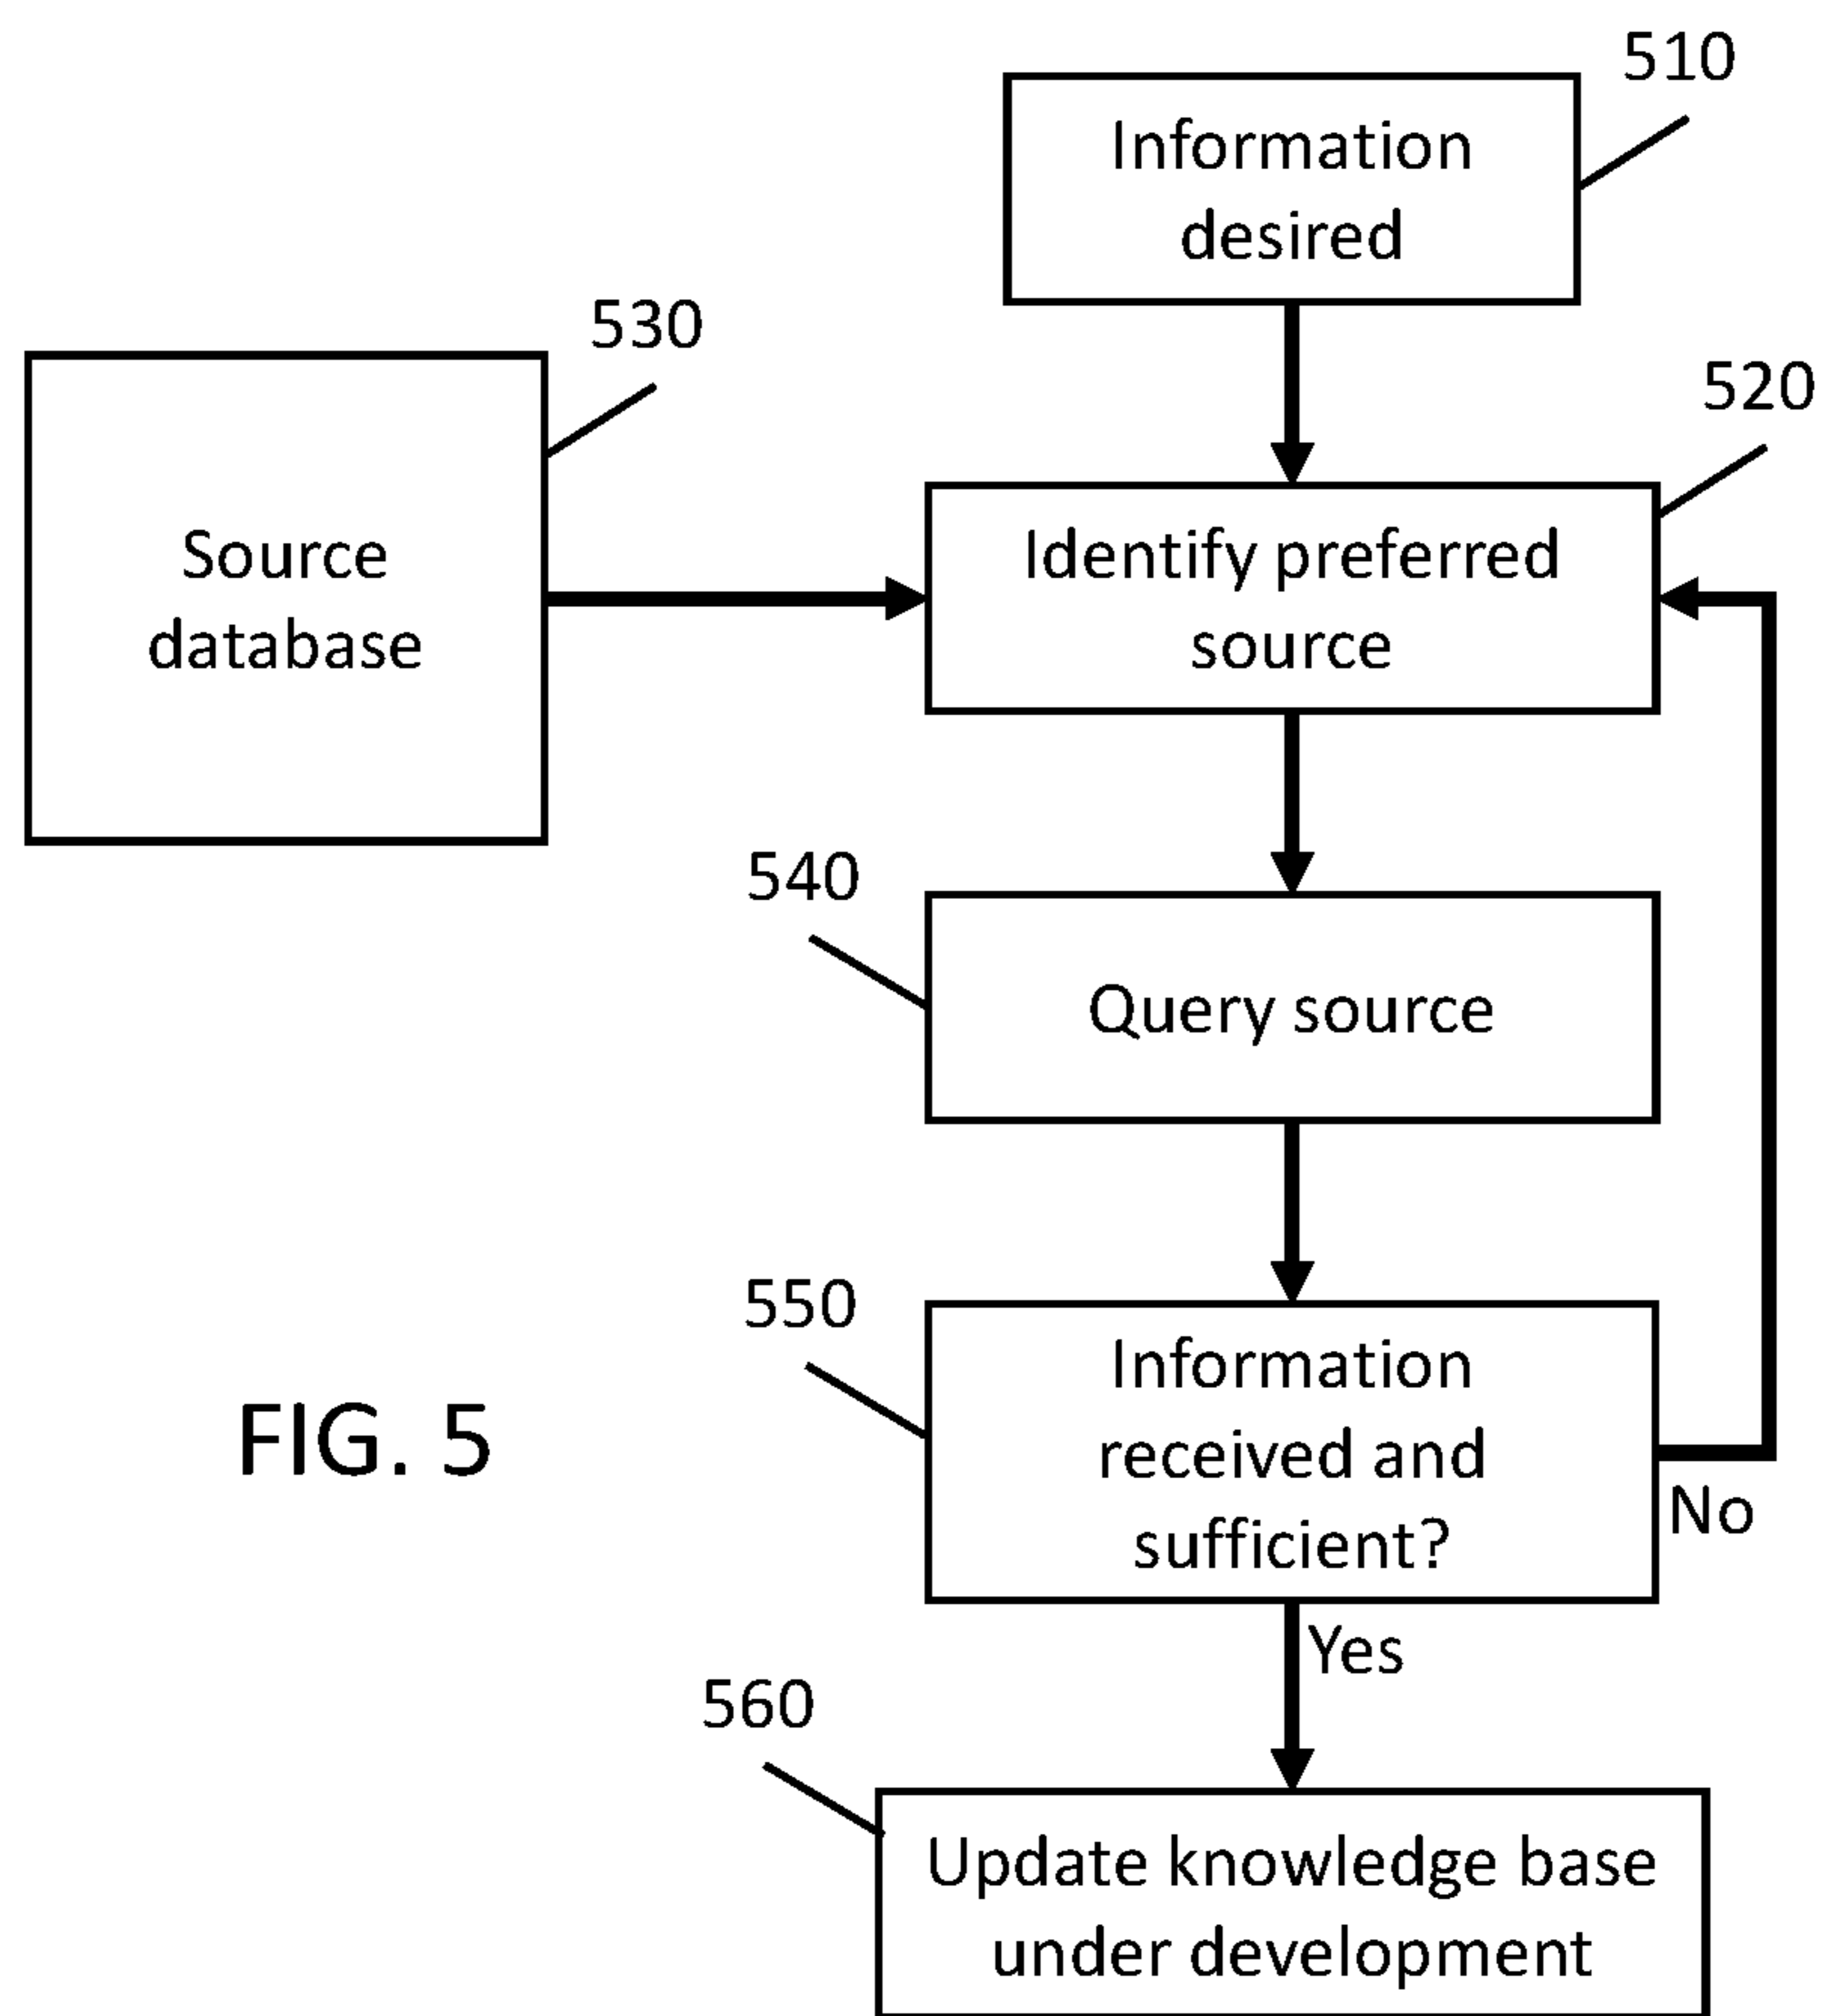 510
Information
desired
530
520
Source
database
Identify preferred
source
540
Query source
550
Information
received and
sufficient?
FIG. 5
No
Yes
560
Update knowledge base
under development